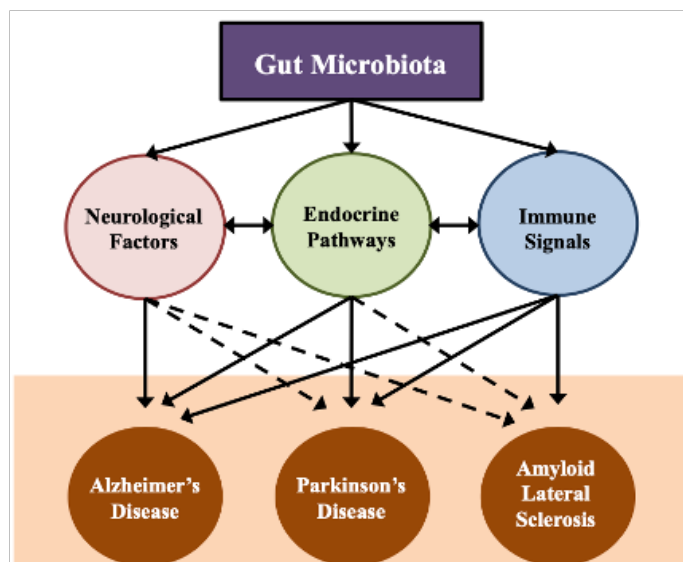 Gut Microbiota
Neurological
Factors
Endocrine
Pathways
Immune
Signals
Alzheimer's
Disease
Parkinson's
Disease
Amyloid
Lateral
Sclerosis